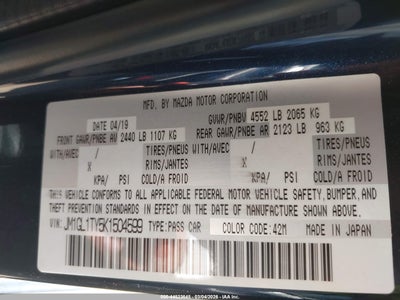 MFD. BY MAZDA MOTOR CORPORATION
DATE 04/19 GVWR/PNBV 4552 LB 2065 KG
FRONT GAWR/PNBE AV 2440 LB 1107 KG REAR GAWR/PNBE AR 2123 LB 963 KG
WITH/AVEC / TIRES/PNEUS WITH/AVEC / TIRES/PNEUS
X RIM/JANTES X RIM/JANTES
KPA/ PSI COLD/A FROID KPA/ PSI COLD/A FROID
THIS VEHICLE CONFORMS TO ALL APPLICABLE FEDERAL MOTOR VEHICLE SAFETY, BUMPER, AND
THEFT PREVENTION STANDARDS IN EFFECT ON THE DATE OF MANUFACTURE SHOWN ABOVE.
VIN: JM1GL1TY5K1504599 TYPE: PASS CAR COLOR CODE: 42M MADE IN JAPAN